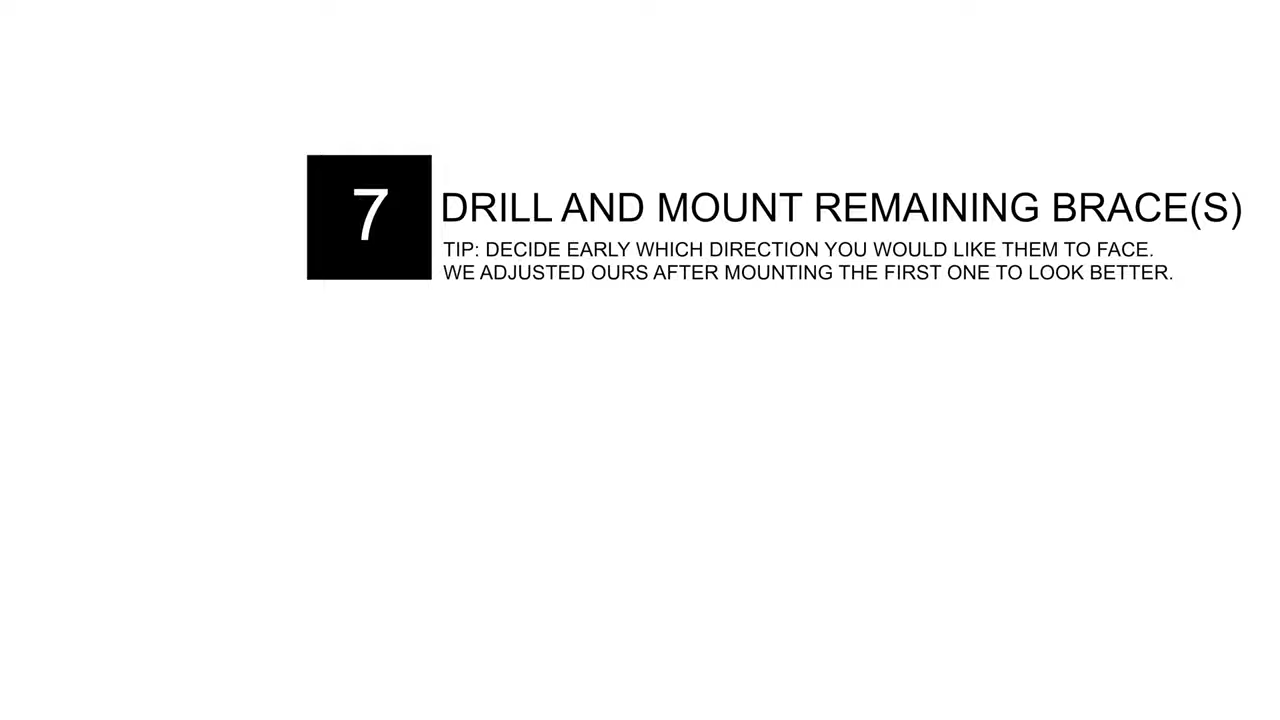 7
DRILL AND MOUNT REMAINING BRACE(S)
TIP: DECIDE EARLY WHICH DIRECTION YOU WOULD LIKE THEM TO FACE.
WE ADJUSTED OURS AFTER MOUNTING THE FIRST ONE TO LOOK BETTER.